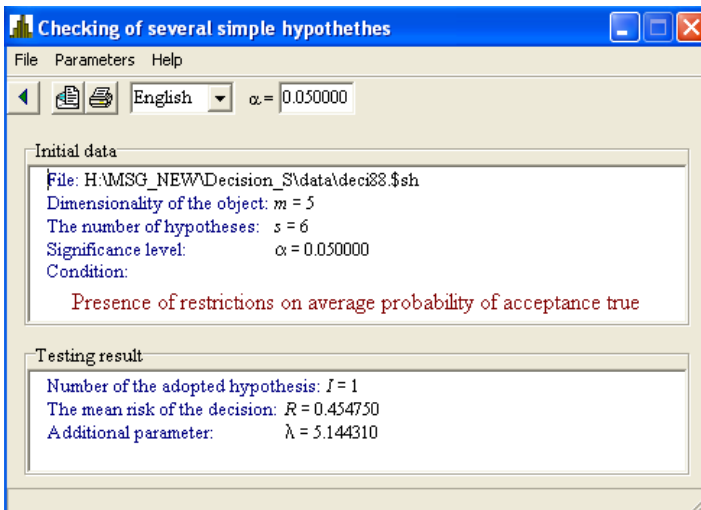 Checking of several simple hypothethes
File Parameters Help
English α = 0.050000
Initial data
File: H:\MSG_NEW\Decision_S\data\deci88.$sh
Dimensionality of the object: m = 5
The number of hypotheses: s = 6
Significance level: α = 0.050000
Condition:
Presence of restrictions on average probability of acceptance true
Testing result
Number of the adopted hypothesis: I = 1
The mean risk of the decision: R = 0.454750
Additional parameter: λ = 5.144310